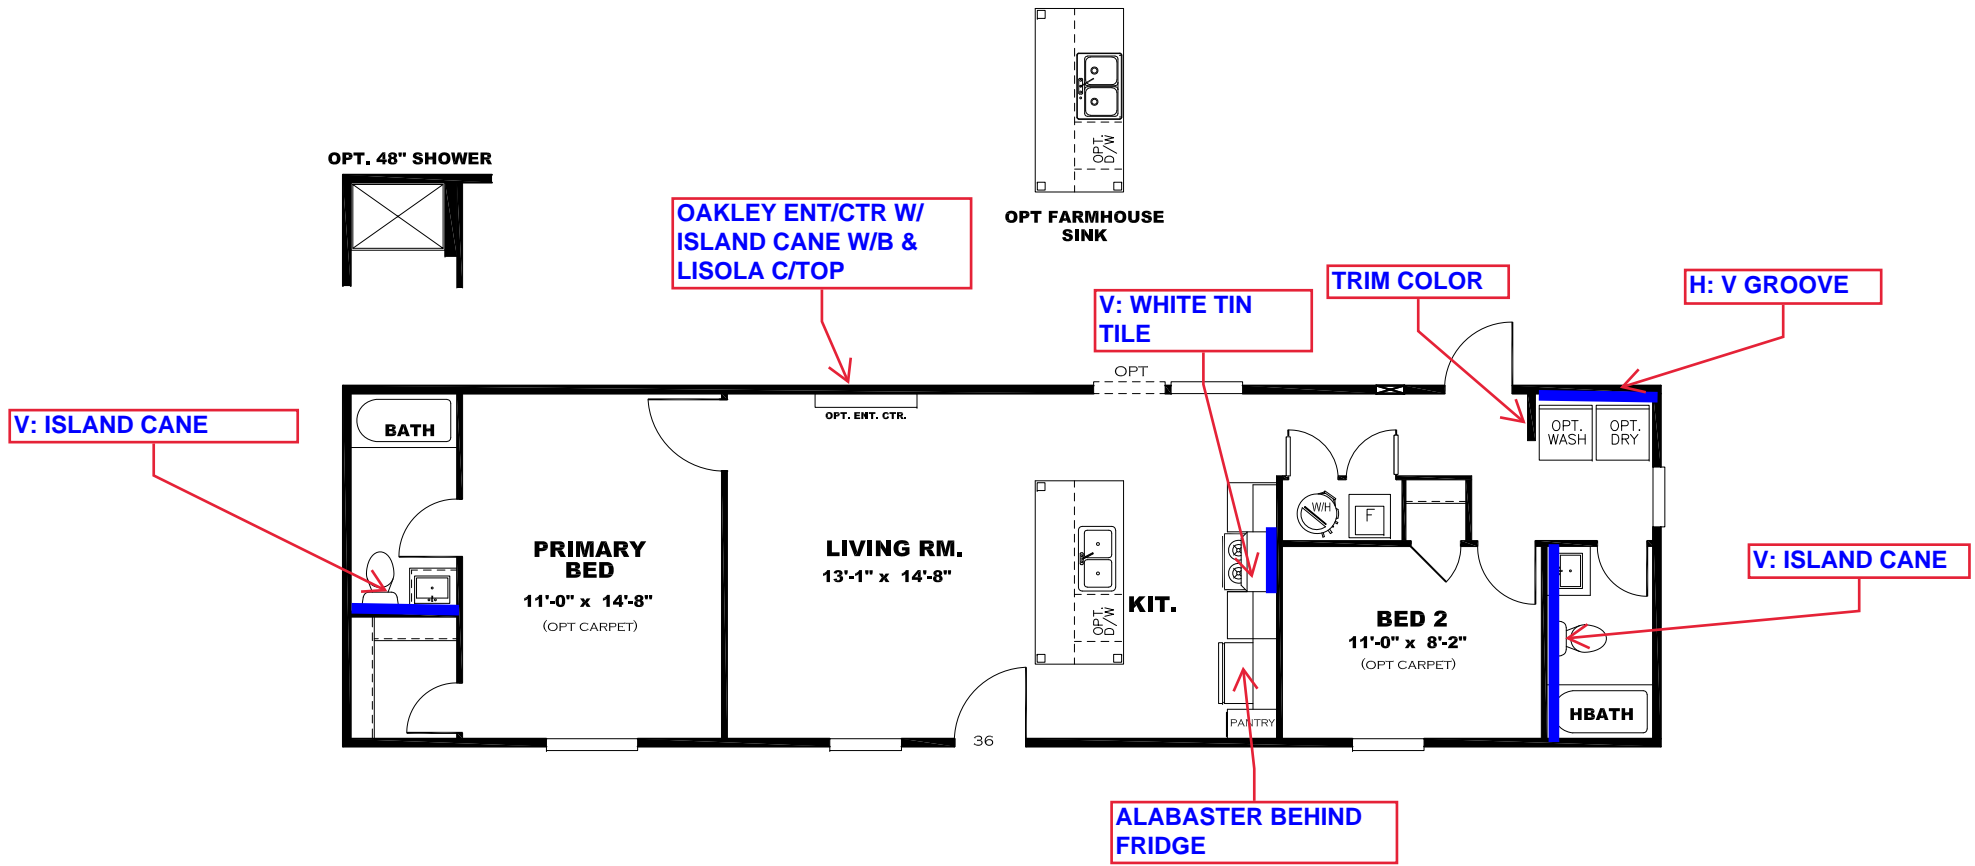 OPT.
D/W
OPT. 48" SHOWER
OPT FARMHOUSE
SINK
OAKLEY ENT/CTR W/
ISLAND CANE W/B &
LISOLA C/TOP
TRIM COLOR
H: V GROOVE
V: WHITE TIN
TILE
OPT
V: ISLAND CANE
BATH
OPT. ENT. CTR.
OPT.
WASH
OPT.
DRY
W/H
F
PRIMARY
BED
11'-0" x 14'-8"
(OPT CARPET)
LIVING RM.
13'-1" x 14'-8"
OPT.
D/W
KIT.
BED 2
11'-0" x 8'-2"
(OPT CARPET)
V: ISLAND CANE
HBATH
PANTRY
36
ALABASTER BEHIND
FRIDGE